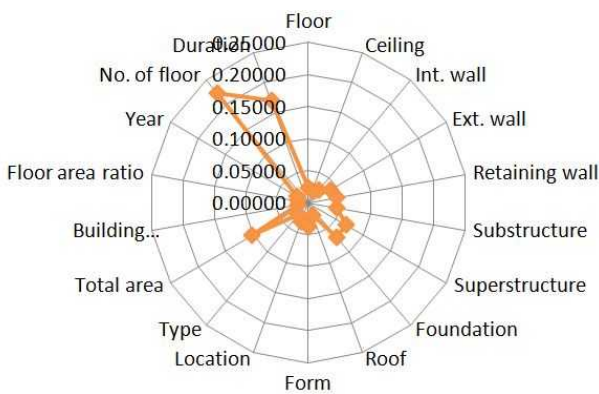 Floor
Ceiling
Int. wall
Ext. wall
Retaining wall
Substructure
Superstructure
Foundation
Roof
Form
Location
Type
Total area
Building...
Floor area ratio
Year
No. of floor
Duration
0.25000
0.20000
0.15000
0.10000
0.05000
0.00000